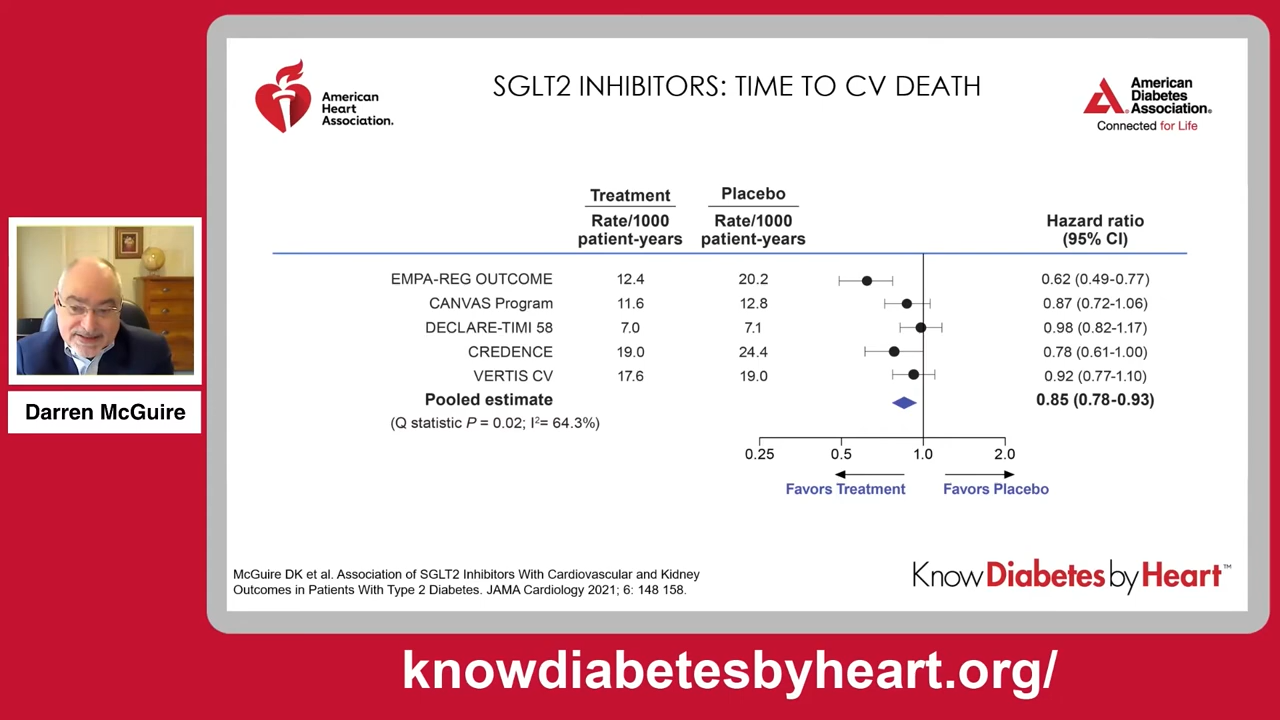 American
Heart
Association.
SGLT2 INHIBITORS: TIME TO CV DEATH
American
Diabetes
Association.
Connected for Life
Treatment Placebo
Rate/1000 patient-years Rate/1000 patient-years Hazard ratio (95% CI)
EMPA-REG OUTCOME 12.4 20.2 0.62 (0.49-0.77)
CANVAS Program 11.6 12.8 0.87 (0.72-1.06)
DECLARE-TIMI 58 7.0 7.1 0.98 (0.82-1.17)
CREDENCE 19.0 24.4 0.78 (0.61-1.00)
VERTIS CV 17.6 19.0 0.92 (0.77-1.10)
Pooled estimate 0.85 (0.78-0.93)
(Q statistic P = 0.02; I²= 64.3%)
0.25 0.5 1.0 2.0
Favors Treatment Favors Placebo
Darren McGuire
McGuire DK et al. Association of SGLT2 Inhibitors With Cardiovascular and Kidney
Outcomes in Patients With Type 2 Diabetes. JAMA Cardiology 2021; 6: 148 158.
Know Diabetes by Heart™
knowdiabetesbyheart.org/